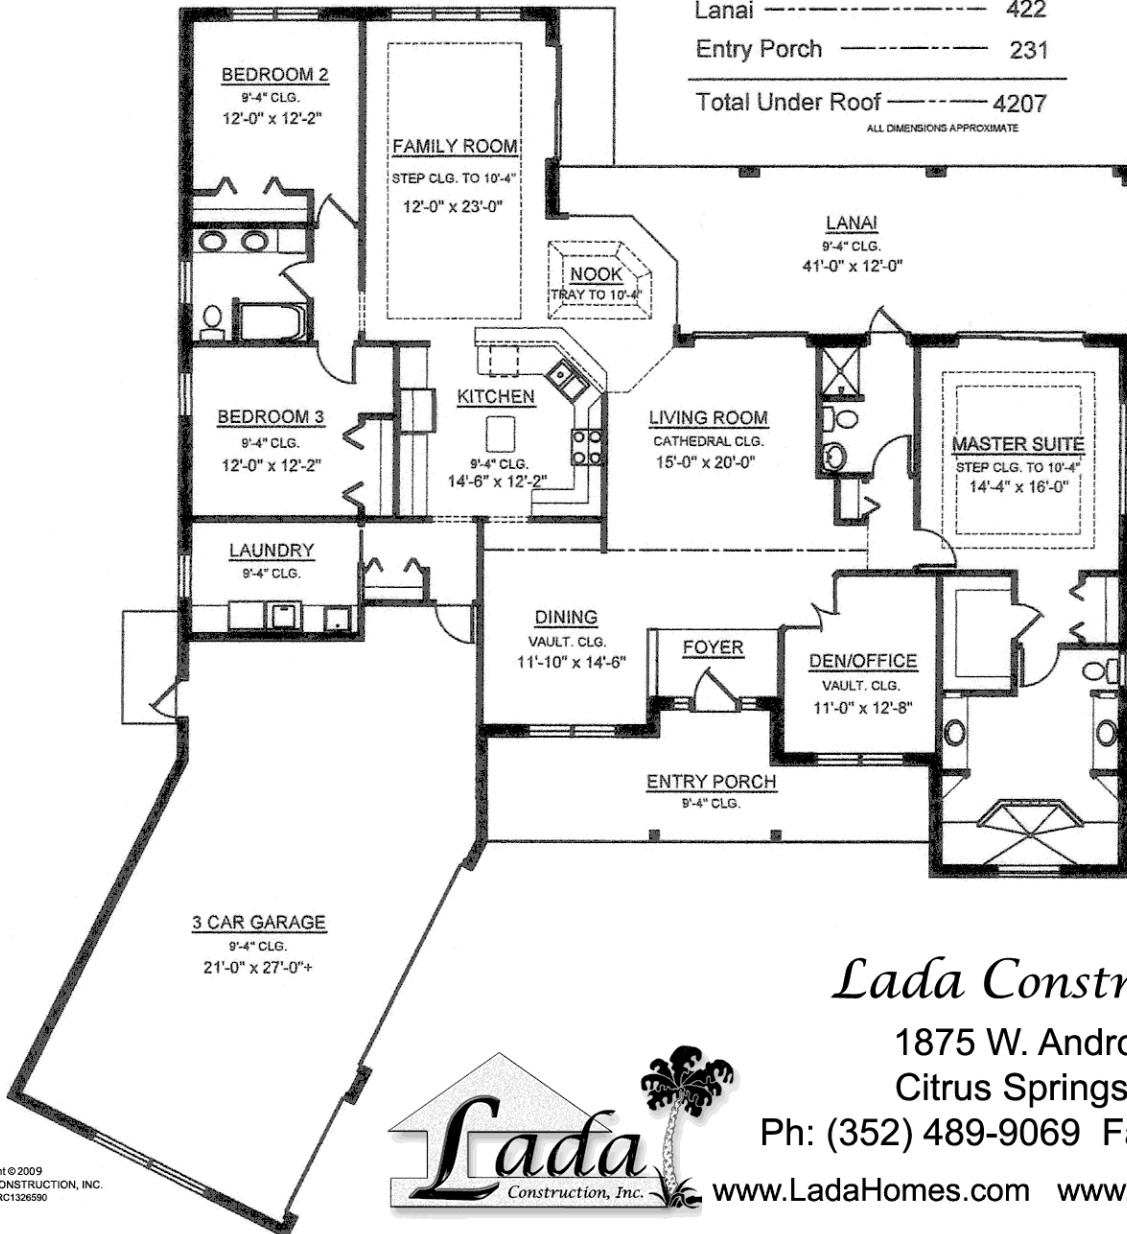 Lanai 422
Entry Porch 231
Total Under Roof 4207
ALL DIMENSIONS APPROXIMATE
BEDROOM 2
9'-4" CLG.
12'-0" x 12'-2"
FAMILY ROOM
STEP CLG. TO 10'-4"
12'-0" x 23'-0"
LANAI
9'-4" CLG.
41'-0" x 12'-0"
NOOK
TRAY TO 10'-4"
BEDROOM 3
9'-4" CLG.
12'-0" x 12'-2"
KITCHEN
9'-4" CLG.
14'-6" x 12'-2"
LIVING ROOM
CATHEDRAL CLG.
15'-0" x 20'-0"
MASTER SUITE
STEP CLG. TO 10'-4"
14'-4" x 16'-0"
LAUNDRY
9'-4" CLG.
DINING
VAULT. CLG.
11'-10" x 14'-6"
FOYER
DEN/OFFICE
VAULT. CLG.
11'-0" x 12'-8"
ENTRY PORCH
9'-4" CLG.
3 CAR GARAGE
9'-4" CLG.
21'-0" x 27'-0"+
Lada Constr
1875 W. Andro
Citrus Springs
Ph: (352) 489-9069 Fa
www.LadaHomes.com www.
Lada
Construction, Inc.
nt © 2009
ONSTRUCTION, INC.
RC1326590